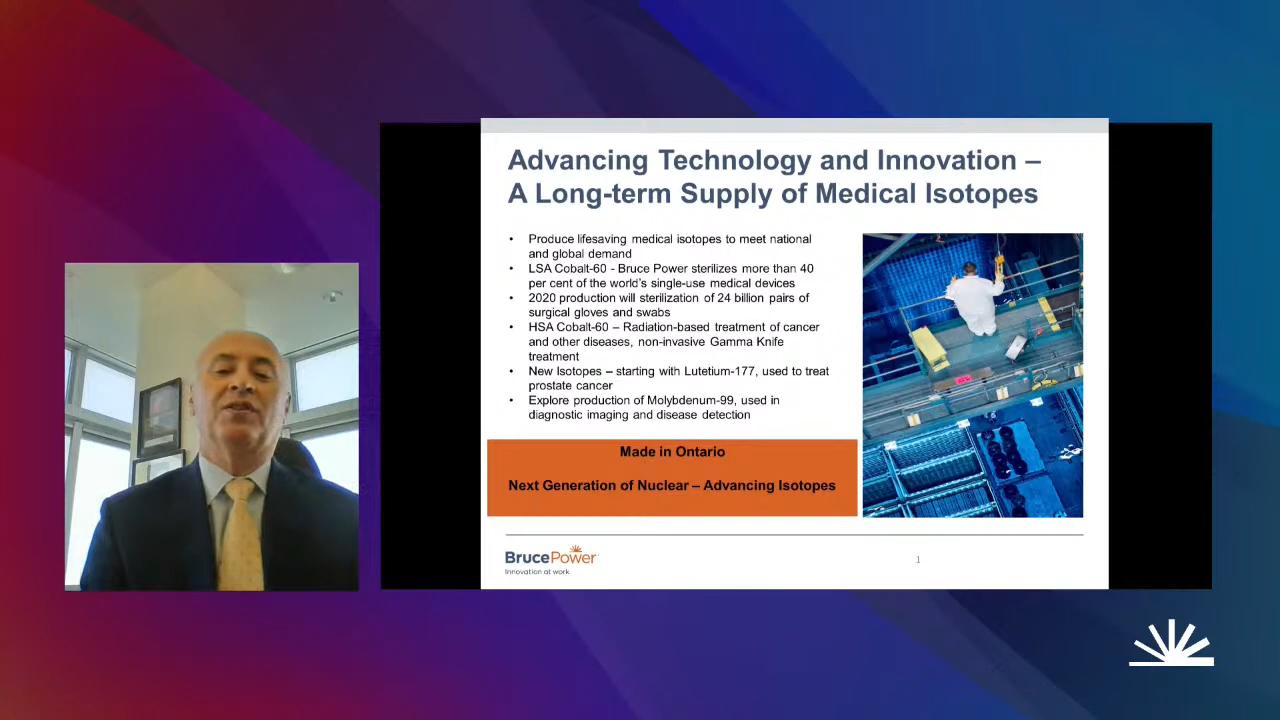 Advancing Technology and Innovation –
A Long-term Supply of Medical Isotopes
• Produce lifesaving medical isotopes to meet national
and global demand
• LSA Cobalt-60 - Bruce Power sterilizes more than 40
per cent of the world's single-use medical devices
• 2020 production will sterilization of 24 billion pairs of
surgical gloves and swabs
• HSA Cobalt-60 – Radiation-based treatment of cancer
and other diseases, non-invasive Gamma Knife
treatment
• New Isotopes – starting with Lutetium-177, used to treat
prostate cancer
• Explore production of Molybdenum-99, used in
diagnostic imaging and disease detection
Made in Ontario
Next Generation of Nuclear – Advancing Isotopes
BrucePower
Innovation at work
1